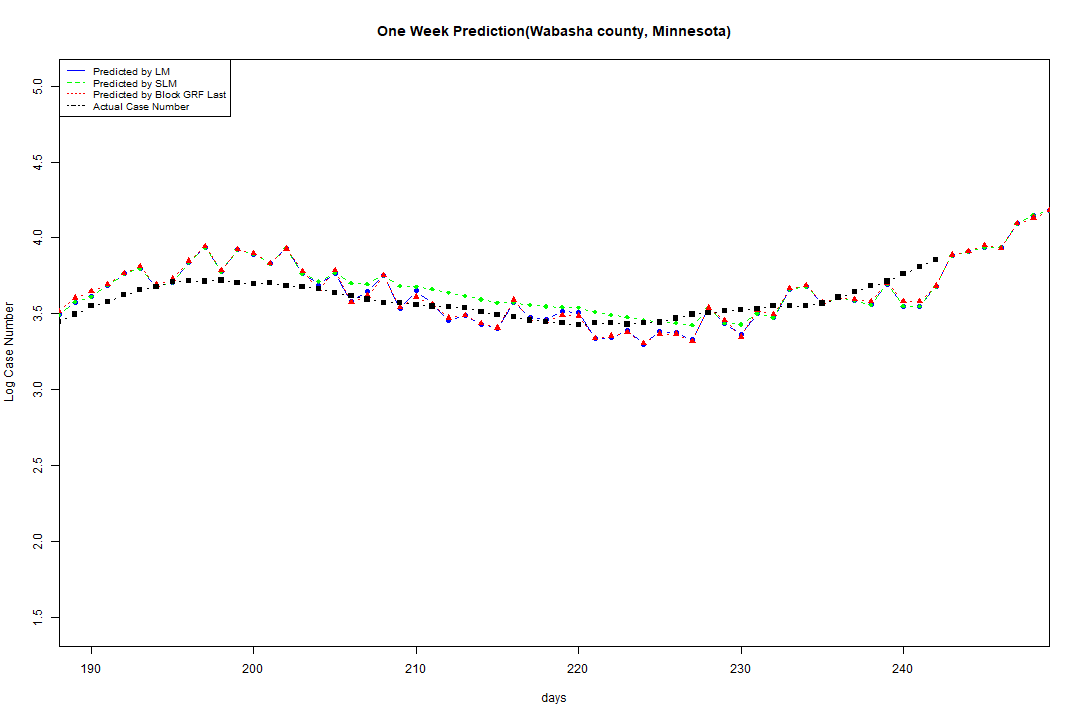 One Week Prediction(Wabasha county, Minnesota)
Predicted by LM
Predicted by SLM
Predicted by Block GRF Last
Actual Case Number
5.0
4.5
4.0
3.5
3.0
2.5
2.0
1.5
Log Case Number
190 200 210 220 230 240
days